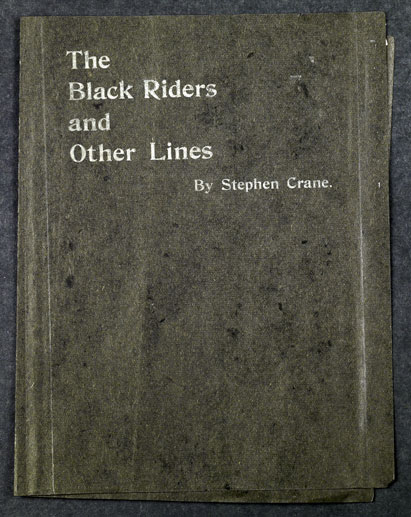 The
Black Riders
and
Other Lines
By Stephen Crane.